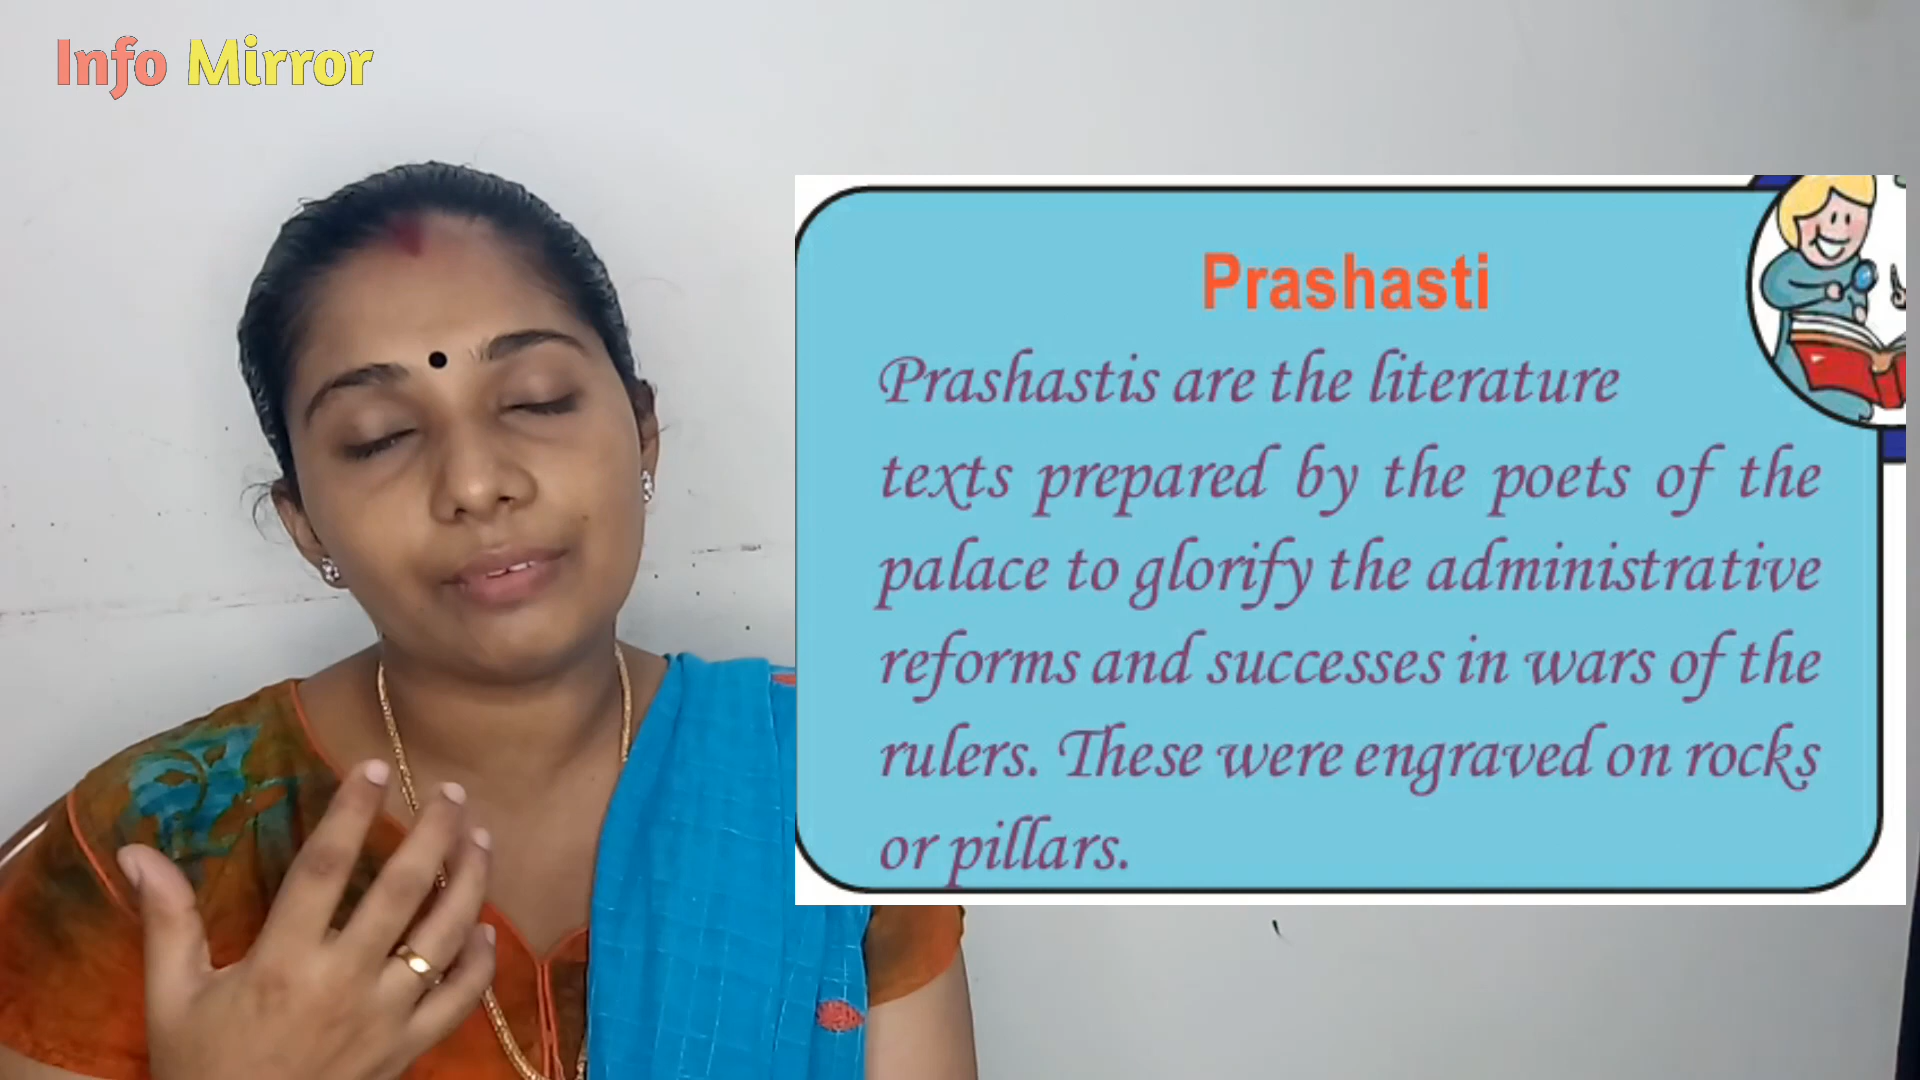 Info Mirror
Prashasti
Prashastis are the literature
texts prepared by the poets of the
palace to glorify the administrative
reforms and successes in wars of the
rulers. These were engraved on rocks
or pillars.